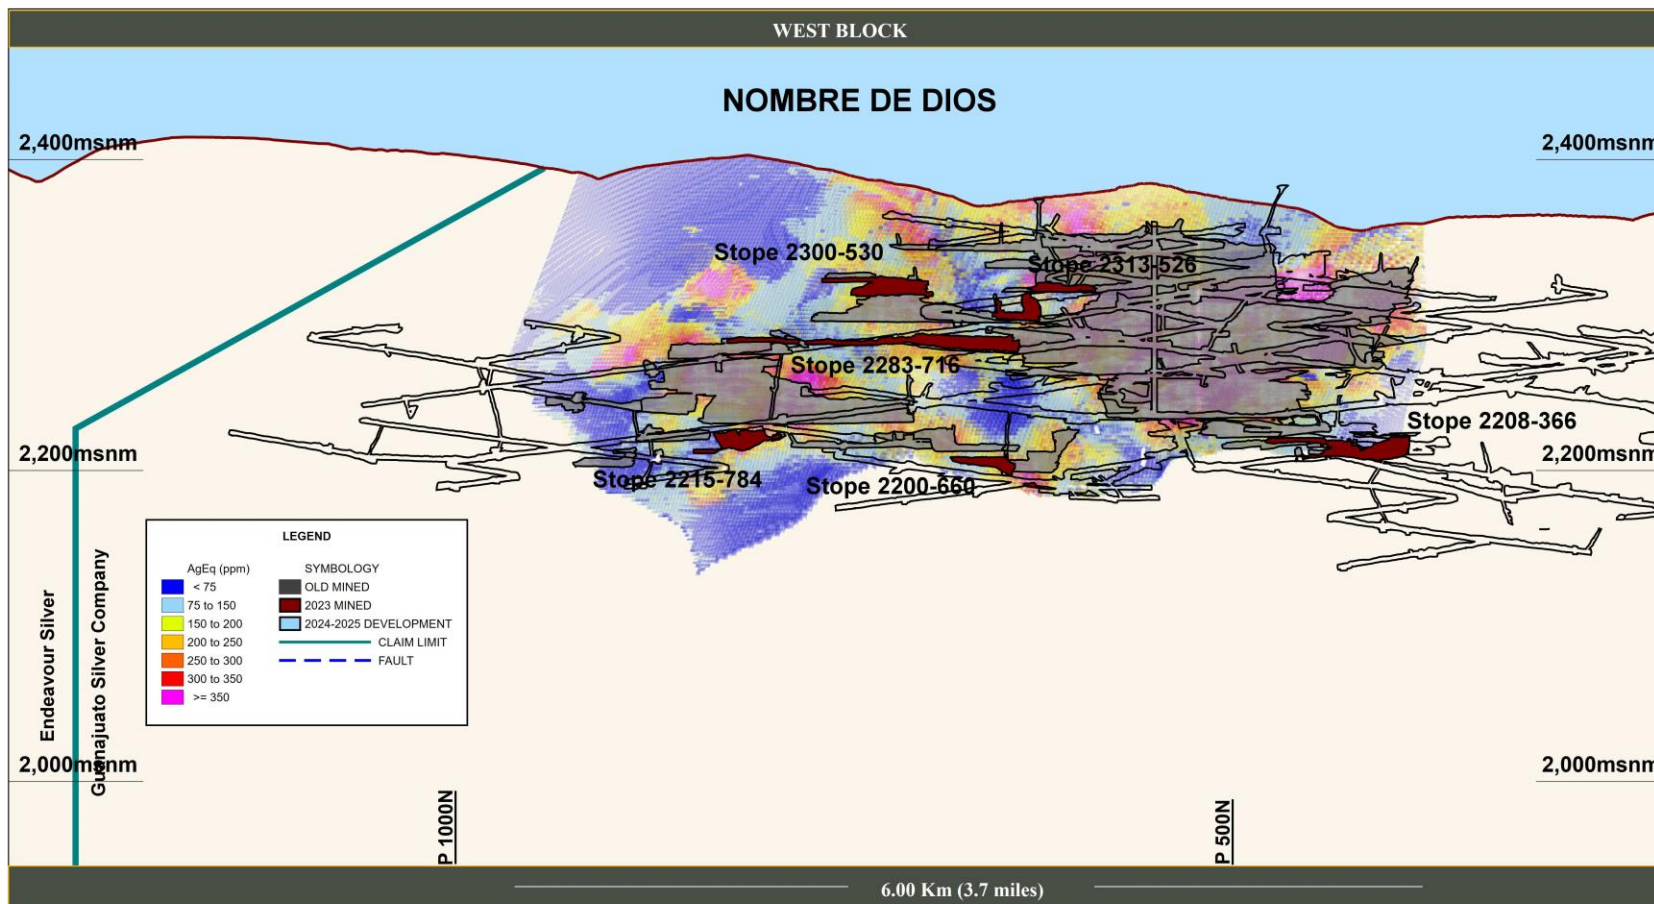 WEST BLOCK
NOMBRE DE DIOS
2,400msnm
2,400msnm
Stope 2300-530
Stope 2313-526
Stope 2283-716
Stope 2208-366
2,200msnm
2,200msnm
Stope 2215-784
Stope 2200-660
LEGEND
AgEq (ppm)
SYMBOLOGY
< 75
OLD MINED
75 to 150
2023 MINED
150 to 200
2024-2025 DEVELOPMENT
200 to 250
CLAIM LIMIT
250 to 300
FAULT
300 to 350
>= 350
Endeavour Silver
Guanajuato Silver Company
2,000msnm
2,000msnm
P 1000N
P 500N
6.00 Km (3.7 miles)